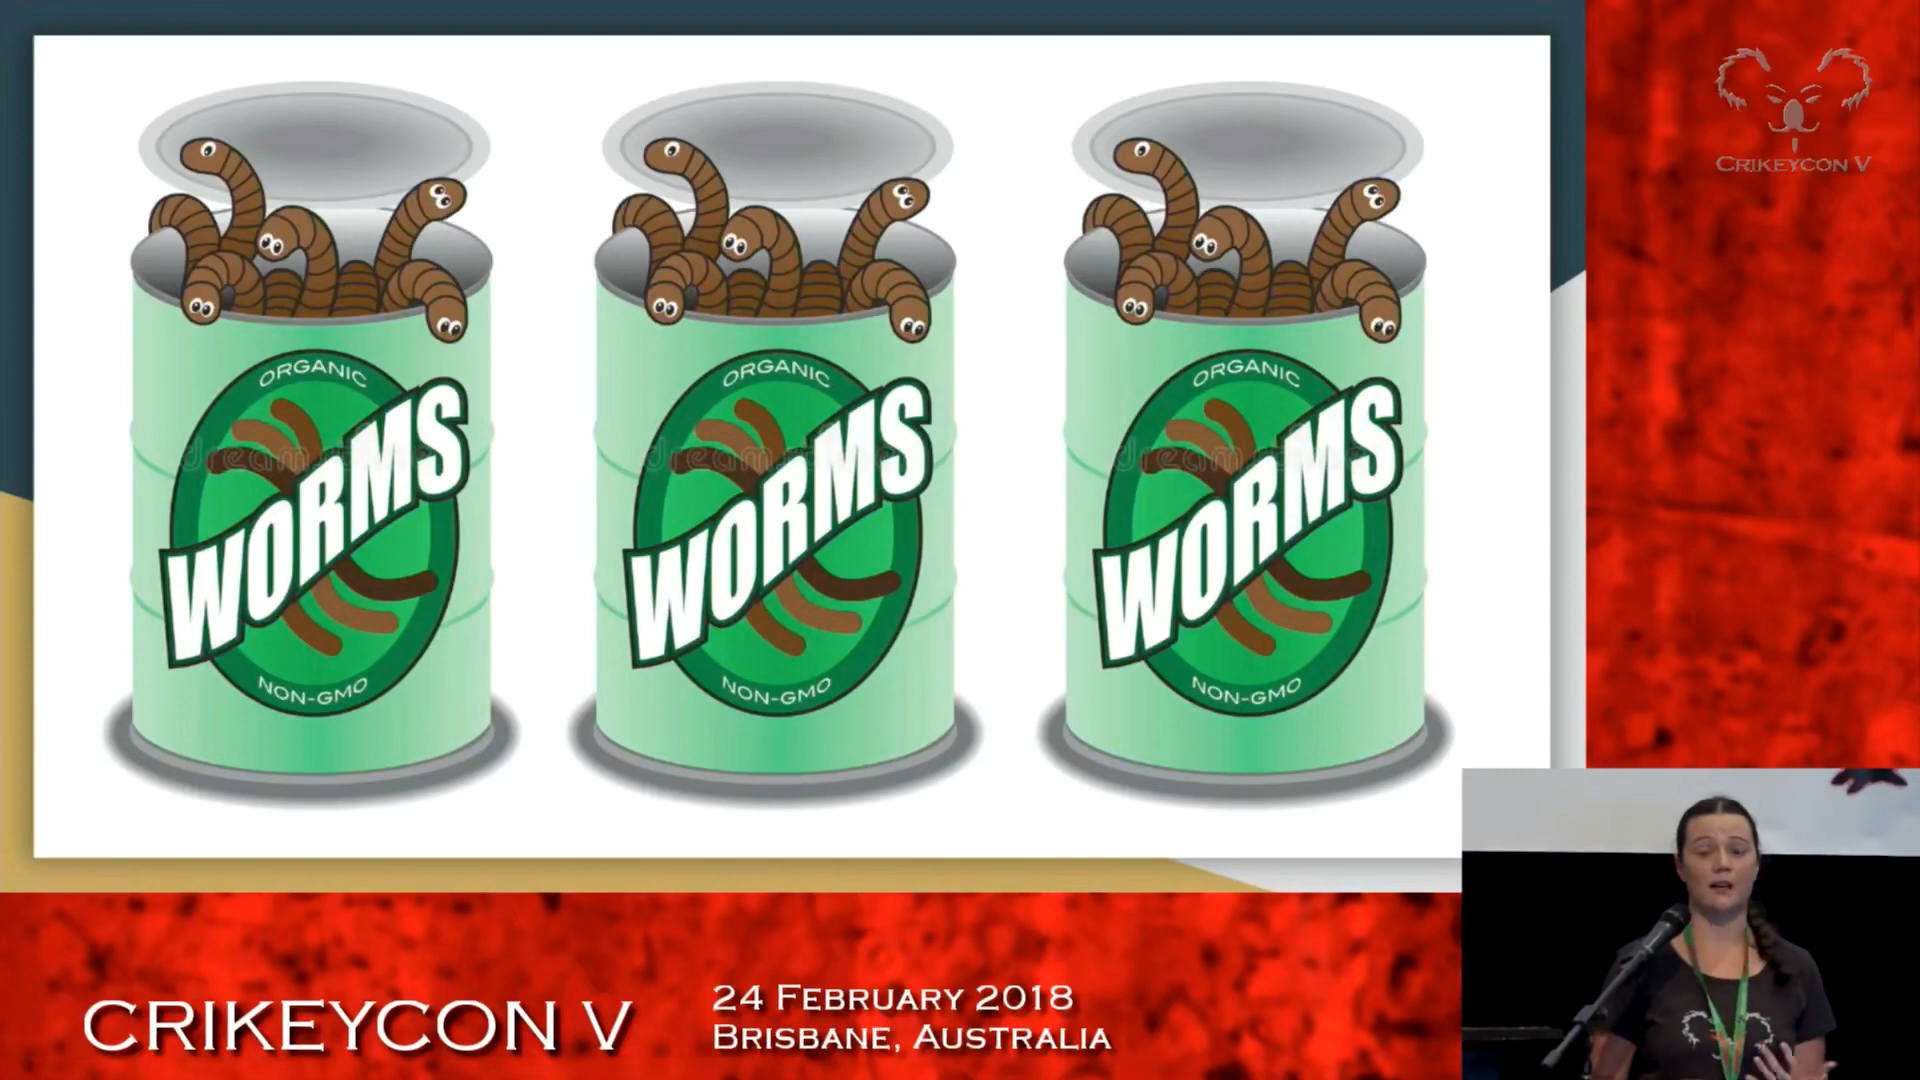 ORGANIC
WORMS
NON-GMO
ORGANIC
WORMS
NON-GMO
ORGANIC
WORMS
NON-GMO
CRIKEYCON V
CRIKEYCON V
24 FEBRUARY 2018
BRISBANE, AUSTRALIA